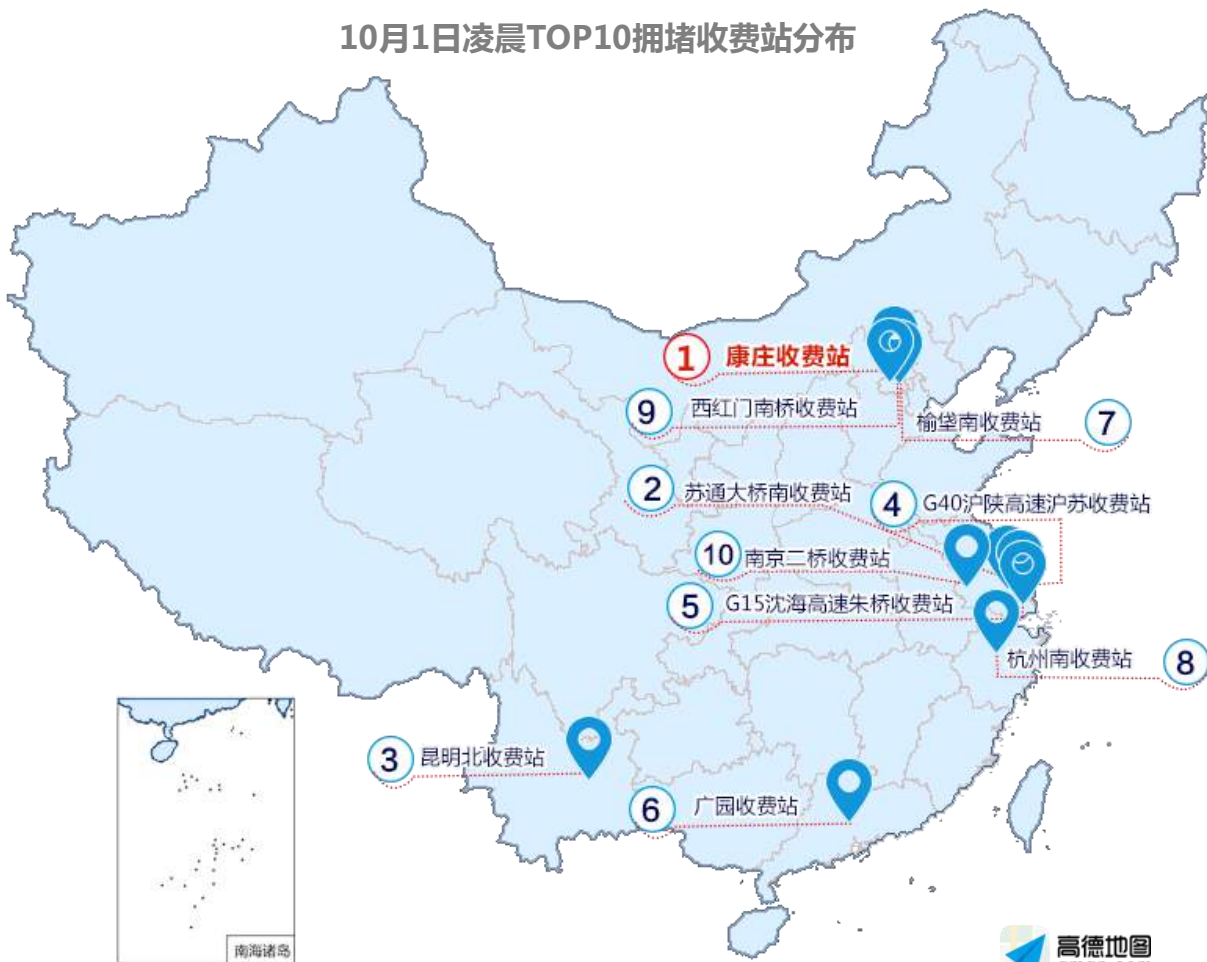 10月1日凌晨TOP10拥堵收费站分布
1 康庄收费站
9 西红门南桥收费站
榆垡南收费站 7
2 苏通大桥南收费站
4 G40沪陕高速沪苏收费站
10 南京二桥收费站
5 G15沈海高速朱桥收费站
杭州南收费站 8
3 昆明北收费站
6 广园收费站
南海诸岛
高德地图